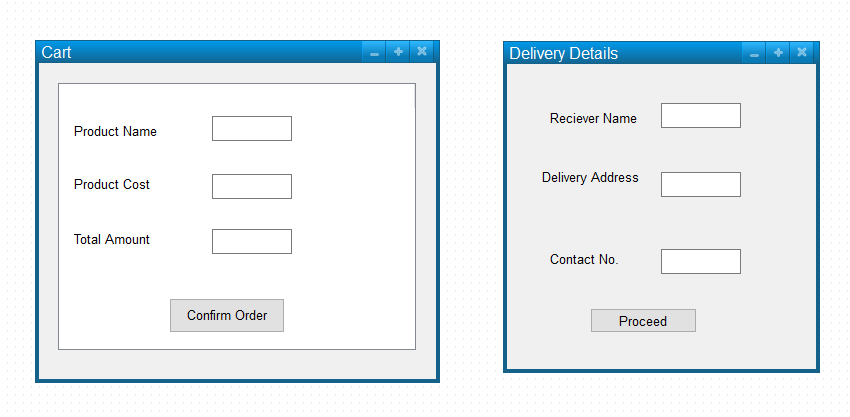 Cart
Product Name
Product Cost
Total Amount
Confirm Order
Delivery Details
Reciever Name
Delivery Address
Contact No.
Proceed